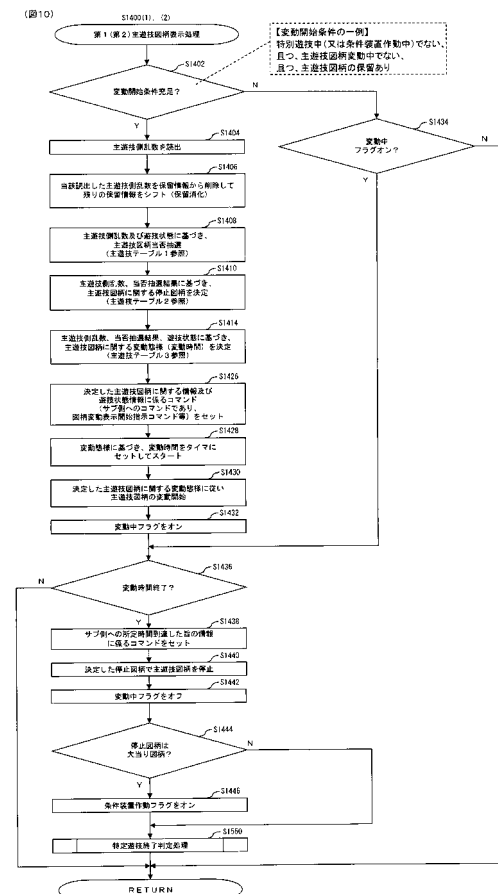 (図10)
S1400(1), (2)
第1(第2)主遊技図柄表示処理
【変動開始条件の一例】
特別遊技中(又は条件装置作動中)でない、
且つ、主遊技図柄変動中でない、
且つ、主遊技図柄の保留あり
S1402
変動開始条件充足?
N
Y
S1434
変動中
フラグオン?
N
Y
S1404
主遊技側乱数を読出
S1406
当該読出した主遊技側乱数を保留情報から削除して
残りの保留情報をシフト(保留消化)
S1408
主遊技側乱数及び遊技状態に基づき、
主遊技図柄当否抽選
(主遊技テーブル1参照)
S1410
主遊技側乱数、当否抽選結果に基づき、
主遊技図柄に関する停止図柄を決定
(主遊技テーブル2参照)
S1414
主遊技側乱数、当否抽選結果、遊技状態に基づき、
主遊技図柄に関する変動態様(変動時間)を決定
(主遊技テーブル3参照)
S1426
決定した主遊技図柄に関する情報及び
遊技状態情報に係るコマンド
(サブ側へのコマンドであり、
図柄変動表示開始指示コマンド等)をセット
S1428
変動態様に基づき、変動時間をタイマに
セットしてスタート
S1430
決定した主遊技図柄に関する変動態様に従い
主遊技図柄の変動開始
S1432
変動中フラグをオン
S1436
変動時間終了?
N
Y
S1438
サブ側への所定時間到達した旨の情報
に係るコマンドをセット
S1440
決定した停止図柄で主遊技図柄を停止
S1442
変動中フラグをオフ
S1444
停止図柄は
大当り図柄?
N
Y
S1446
条件装置作動フラグをオン
S1550
特定遊技終了判定処理
RETURN